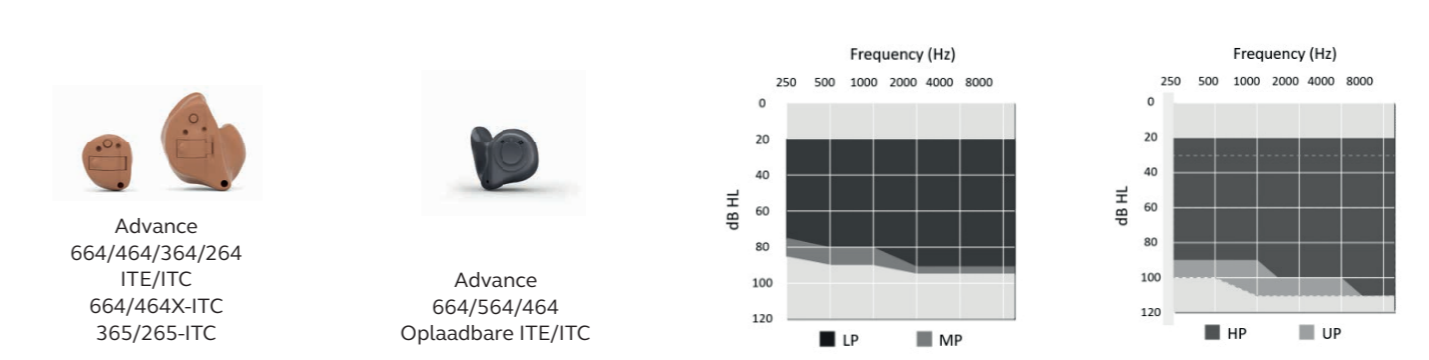 Advance
664/464/364/264
ITE/ITC
664/464X-ITC
365/265-ITC
Advance
664/564/464
Oplaadbare ITE/ITC
Frequency (Hz)
250 500 1000 2000 4000 8000
dB HL
0
20
40
60
80
100
120
LP MP
Frequency (Hz)
250 500 1000 2000 4000 8000
dB HL
0
20
40
60
80
100
120
HP UP